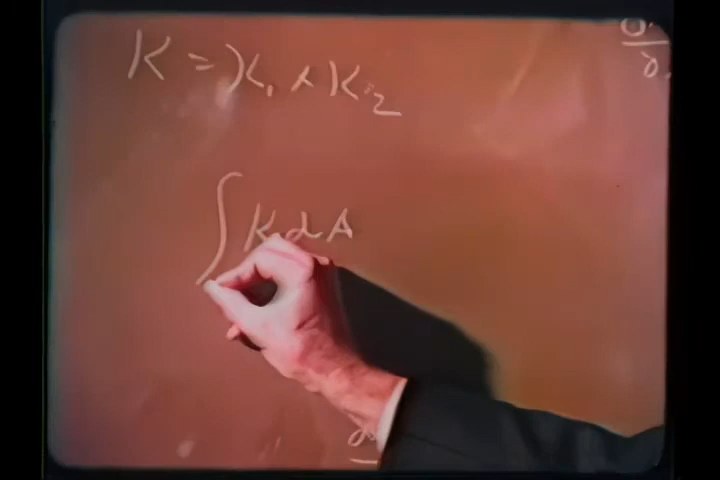 K = K₁ × K₂
∫ K dA